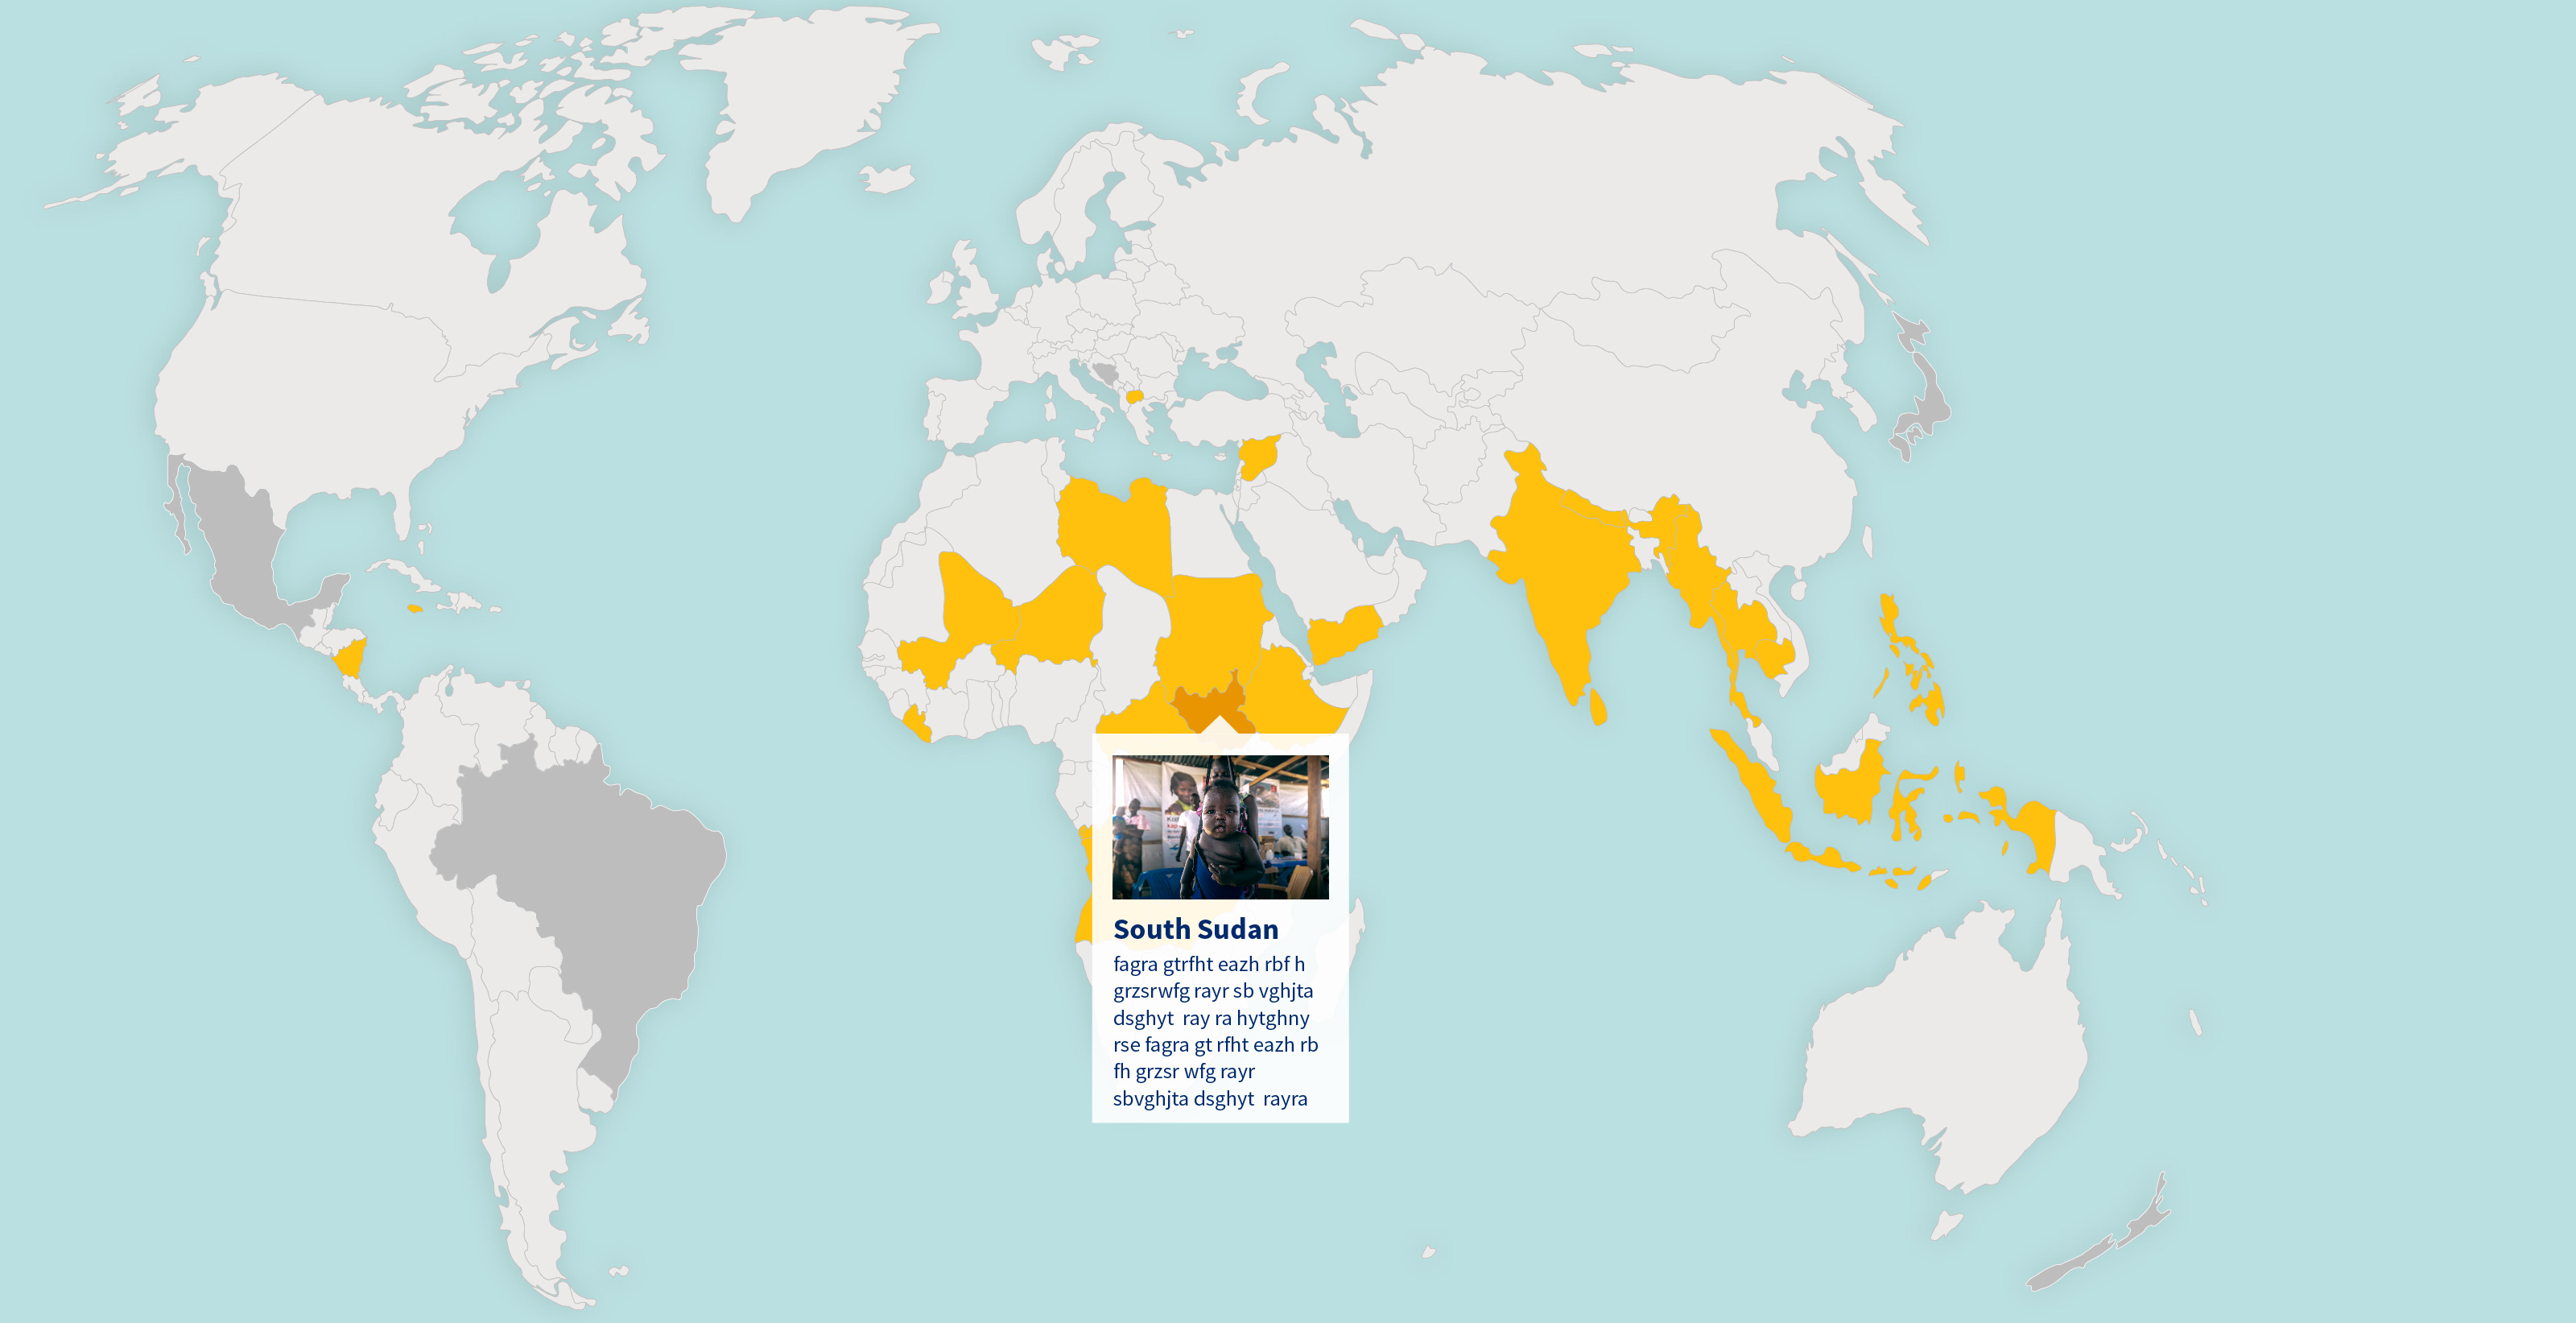 South Sudan
fagra gtrfht eazh rbf h
grzsrwfg rayr sb vghjta
dsghyt  ray ra hytghny
rse fagra gt rfht eazh rb
fh grzsr wfg rayr
sbvghjta dsghyt  rayra